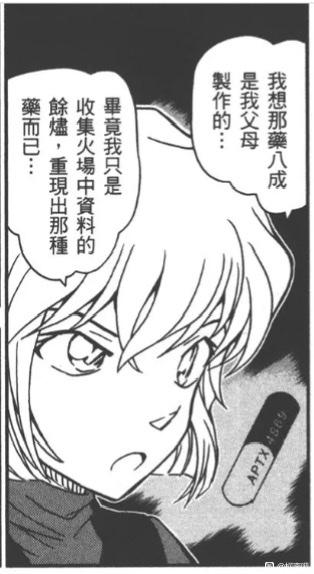 我想那藥八成
是我父母
製作的…
畢竟我只是
收集火場中資料的
餘燼，重現出那種
藥而已…
APTX 4869